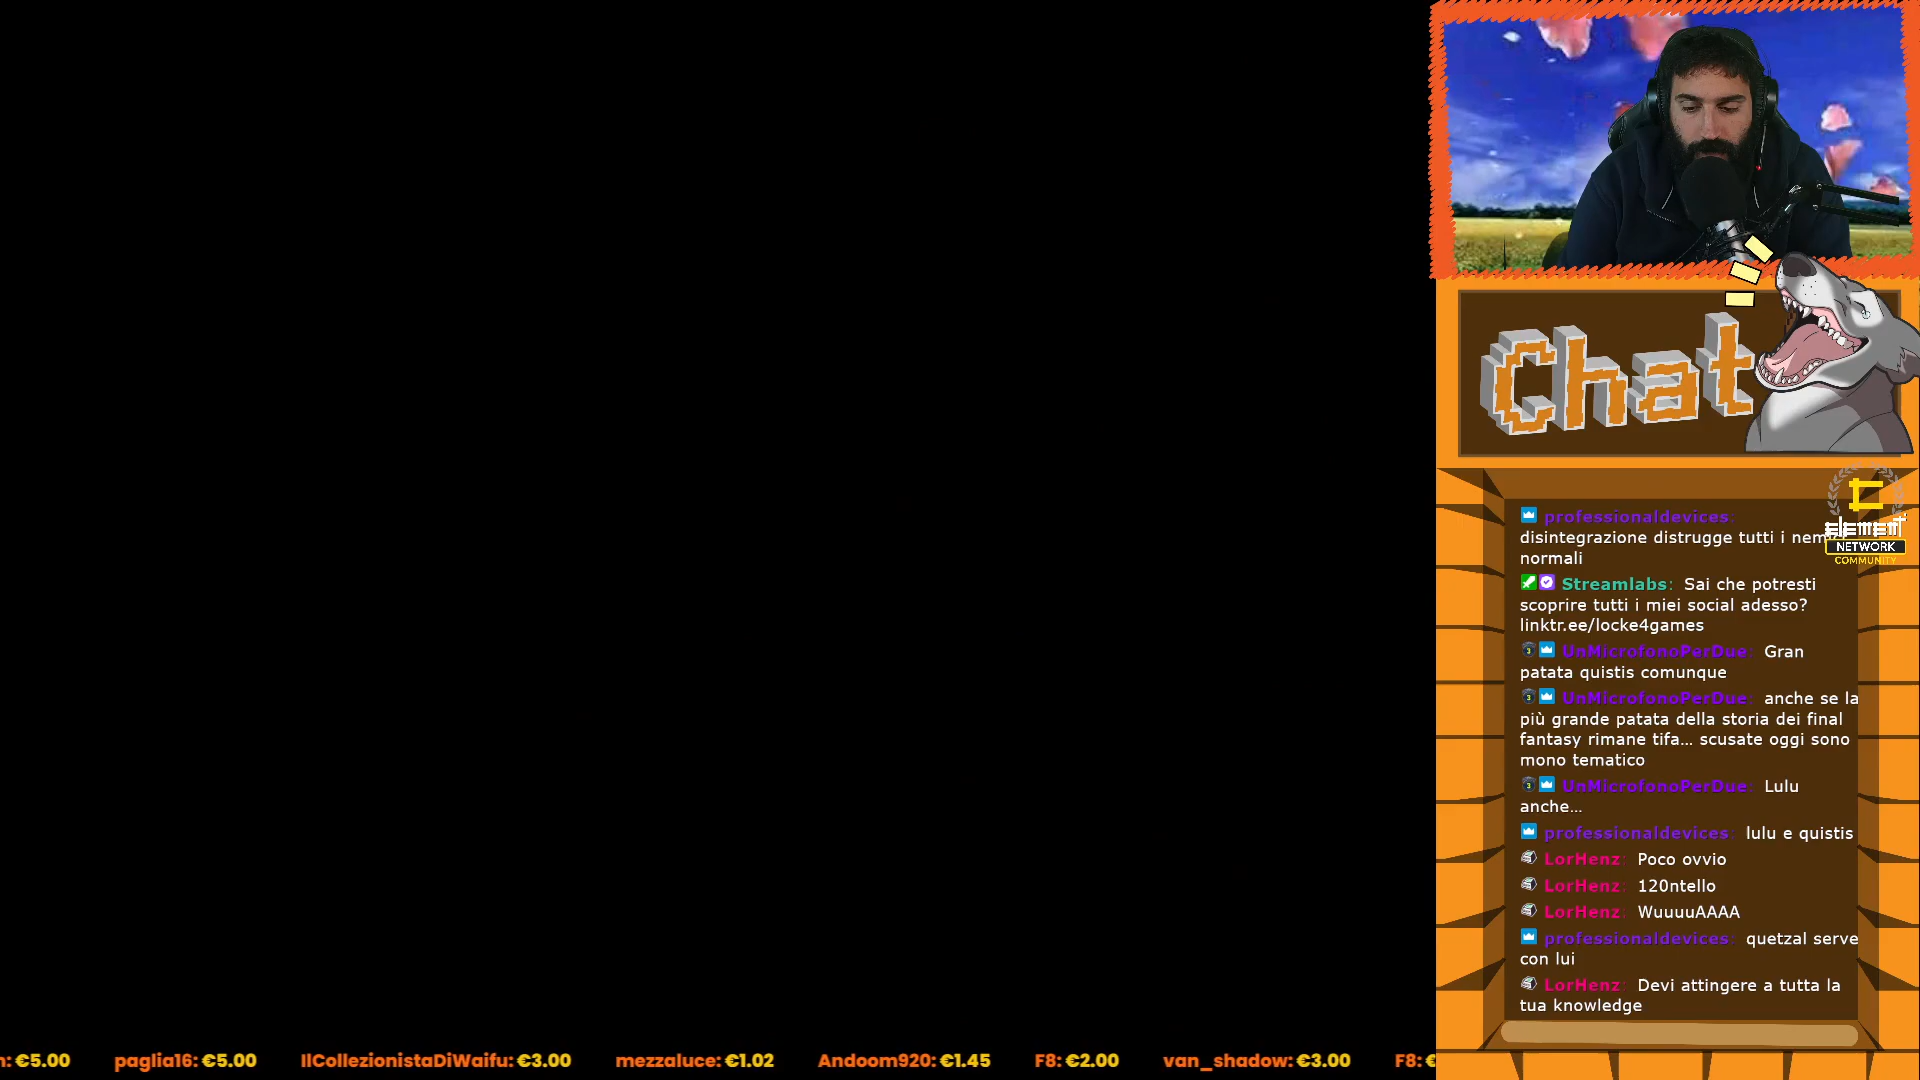 Chat
element
NETWORK
COMMUNITY
professionaldevices:
disintegrazione distrugge tutti i
normali
Streamlabs: Sai che potresti
scoprire tutti i miei social adesso?
linktr.ee/locke4games
UnMicrofonoPerDue: Gran
patata quistis comunque
UnMicrofonoPerDue: anche se la
più grande patata della storia dei final
fantasy rimane tifa... scusate oggi sono
mono tematico
UnMicrofonoPerDue: Lulu
anche...
professionaldevices: lulu e quistis
LorHenz: Poco ovvio
LorHenz: 120ntello
LorHenz: WuuuuAAAA
professionaldevices: quetzal serve
con lui
LorHenz: Devi attingere a tutta la
tua knowledge
€5.00 paglia16: €5.00 IlCollezionistaDiWaifu: €3.00 mezzaluce: €1.02 Andoom920: €1.45 F8: €2.00 van_shadow: €3.00 F8: